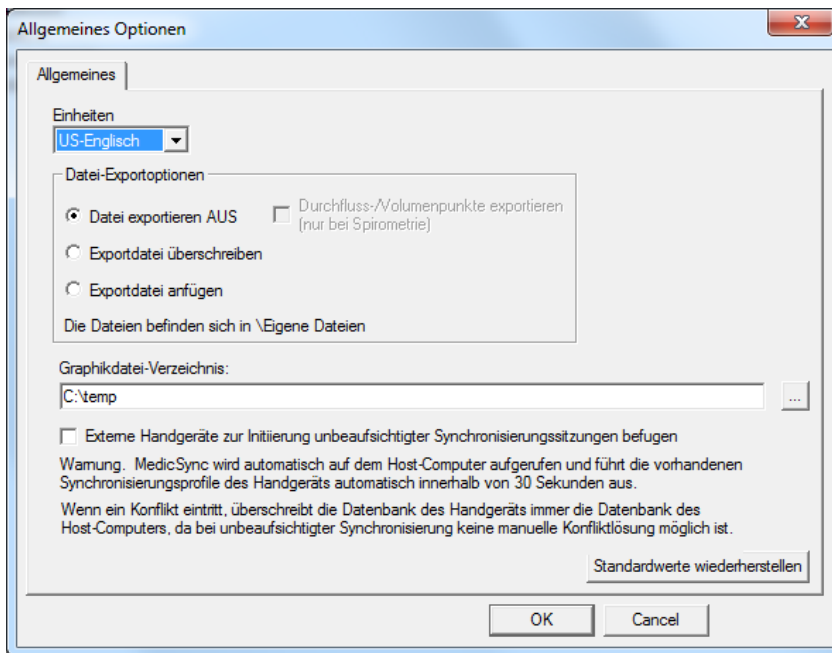 Allgemeines Optionen
Allgemeines
Einheiten
US-Englisch
Datei-Exportoptionen
Datei exportieren AUS
Durchfluss-/Volumenpunkte exportieren
(nur bei Spirometrie)
Exportdatei überschreiben
Exportdatei anfügen
Die Dateien befinden sich in \Eigene Dateien
Graphikdatei-Verzeichnis:
C:\temp
...
Externe Handgeräte zur Initiierung unbeaufsichtigter Synchronisierungssitzungen befugen
Warnung. MedicSync wird automatisch auf dem Host-Computer aufgerufen und führt die vorhandenen
Synchronisierungsprofile des Handgeräts automatisch innerhalb von 30 Sekunden aus.
Wenn ein Konflikt eintritt, überschreibt die Datenbank des Handgeräts immer die Datenbank des
Host-Computers, da bei unbeaufsichtigter Synchronisierung keine manuelle Konfliktlösung möglich ist.
Standardwerte wiederherstellen
OK
Cancel